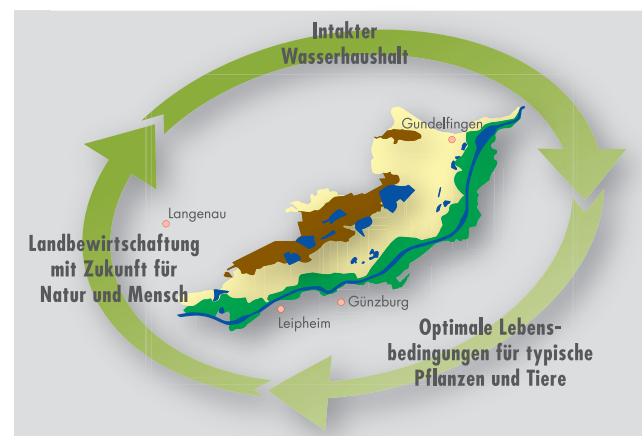 Intakter
Wasserhaushalt
Gundelfingen
Langenau
Landbewirtschaftung
mit Zukunft für
Natur und Mensch
Günzburg
Leipheim
Optimale Lebens-
bedingungen für typische
Pflanzen und Tiere